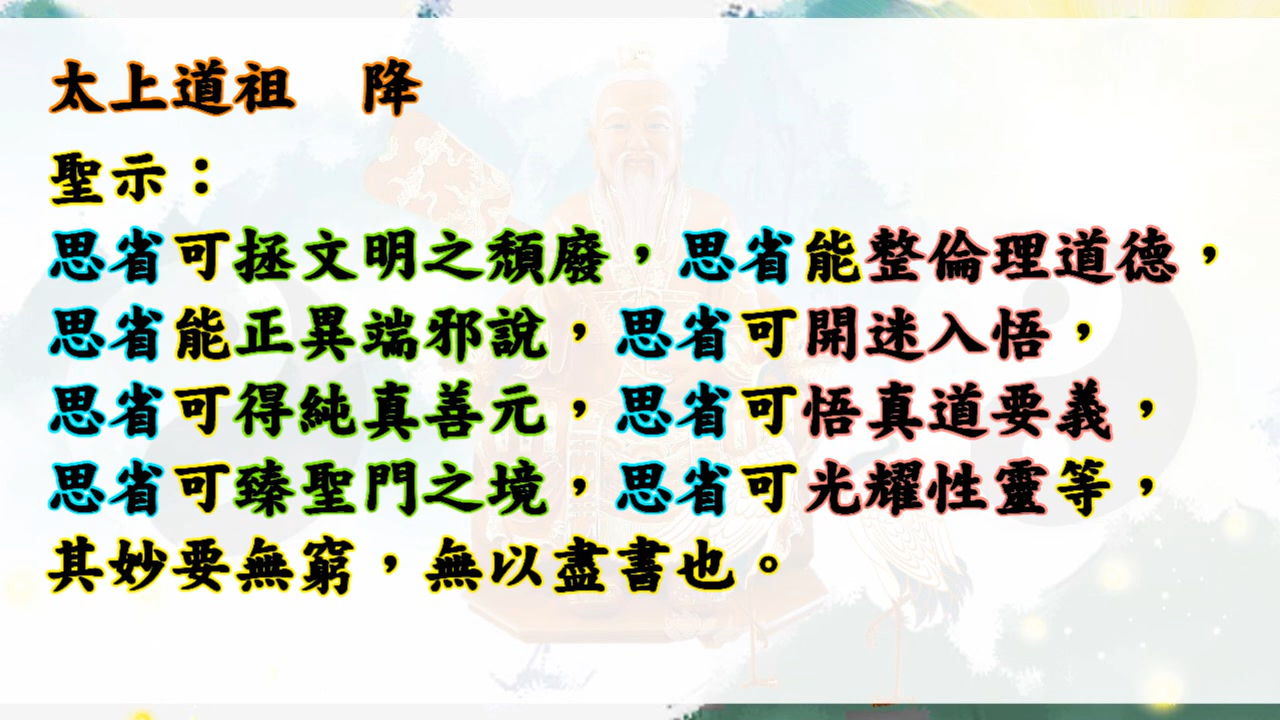 太上道祖　降
聖示：
思省可拯文明之頹廢，思省能整倫理道德，
思省能正異端邪說，思省可開迷入悟，
思省可得純真善元，思省可悟真道要義，
思省可臻聖門之境，思省可光耀性靈等，
其妙要無窮，無以盡書也。